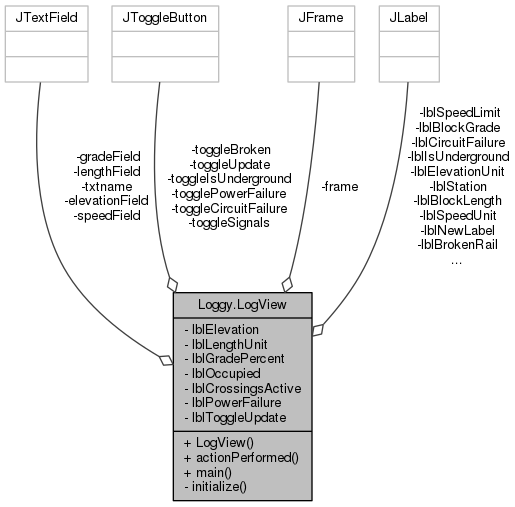 JTextField
JToggleButton
JFrame
JLabel
-gradeField
-lengthField
-txtname
-elevationField
-speedField
-toggleBroken
-toggleUpdate
-toggleIsUnderground
-togglePowerFailure
-toggleCircuitFailure
-toggleSignals
-frame
-lblSpeedLimit
-lblBlockGrade
-lblCircuitFailure
-lblIsUnderground
-lblElevationUnit
-lblStation
-lblBlockLength
-lblSpeedUnit
-lblNewLabel
-lblBrokenRail
...
Loggy.LogView
- lblElevation
- lblLengthUnit
- lblGradePercent
- lblOccupied
- lblCrossingsActive
- lblPowerFailure
- lblToggleUpdate
+ LogView()
+ actionPerformed()
+ main()
- initialize()